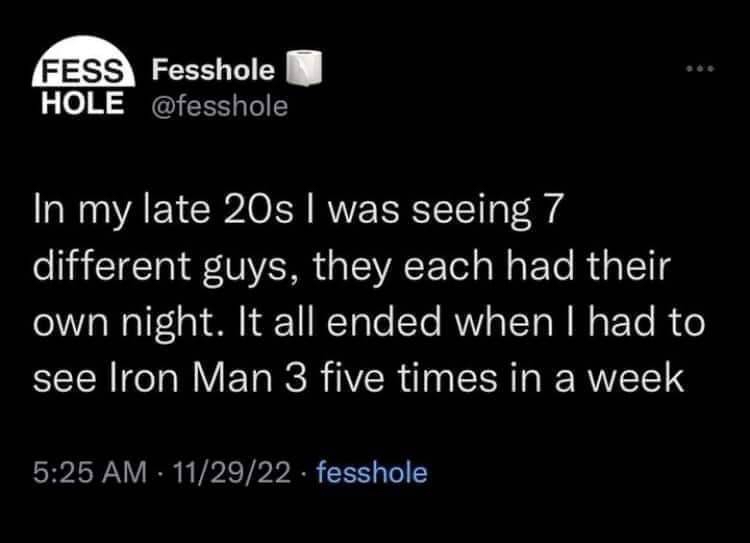 FESS
HOLE
Fesshole
@fesshole
In my late 20s I was seeing 7
different guys, they each had their
own night. It all ended when I had to
see Iron Man 3 five times in a week
5:25 AM · 11/29/22 · fesshole